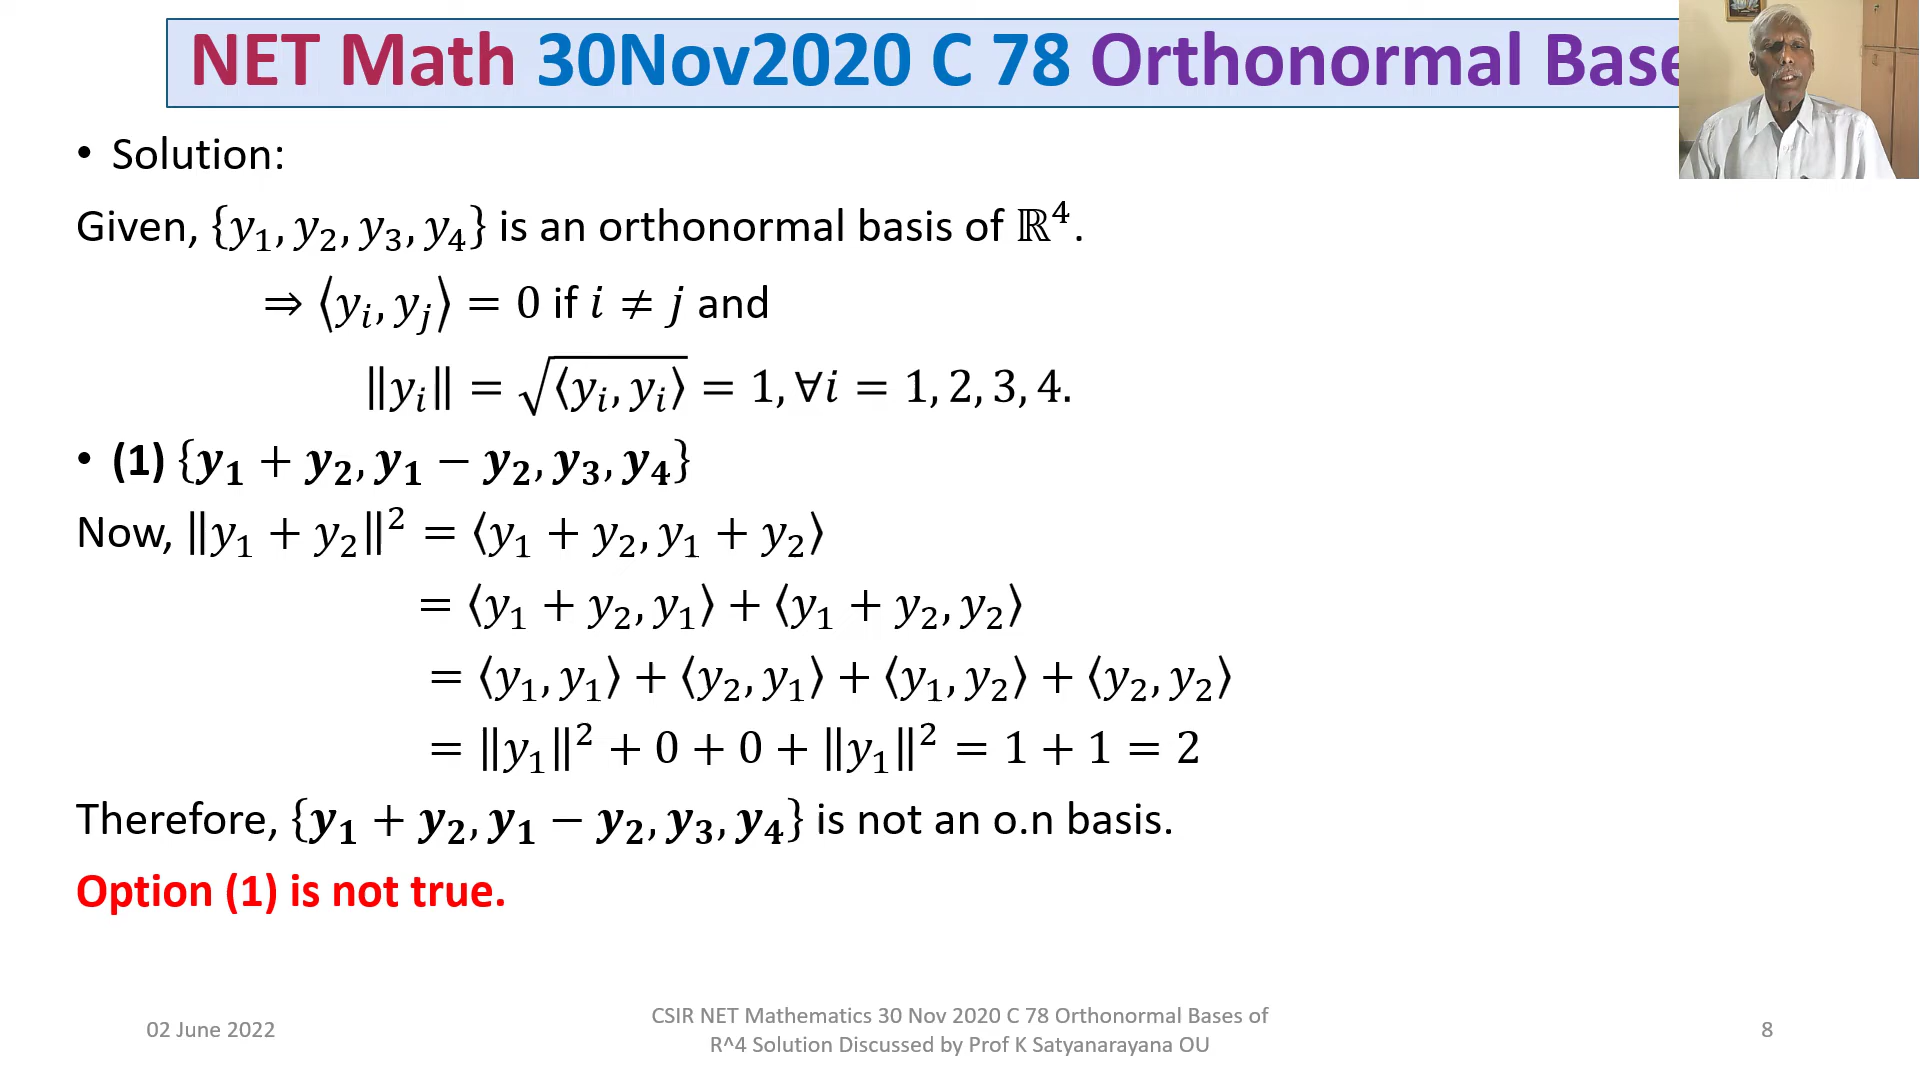 NET Math 30Nov2020 C 78 Orthonormal Base
• Solution:
Given, {y₁, y₂, y₃, y₄} is an orthonormal basis of ℝ⁴.
⇒ ⟨yᵢ, yⱼ⟩ = 0 if i ≠ j and
‖yᵢ‖ = √⟨yᵢ, yᵢ⟩ = 1, ∀i = 1, 2, 3, 4.
• (1) {y₁ + y₂, y₁ − y₂, y₃, y₄}
Now, ‖y₁ + y₂‖² = ⟨y₁ + y₂, y₁ + y₂⟩
= ⟨y₁ + y₂, y₁⟩ + ⟨y₁ + y₂, y₂⟩
= ⟨y₁, y₁⟩ + ⟨y₂, y₁⟩ + ⟨y₁, y₂⟩ + ⟨y₂, y₂⟩
= ‖y₁‖² + 0 + 0 + ‖y₁‖² = 1 + 1 = 2
Therefore, {y₁ + y₂, y₁ − y₂, y₃, y₄} is not an o.n basis.
Option (1) is not true.
02 June 2022
CSIR NET Mathematics 30 Nov 2020 C 78 Orthonormal Bases of
R^4 Solution Discussed by Prof K Satyanarayana OU
8